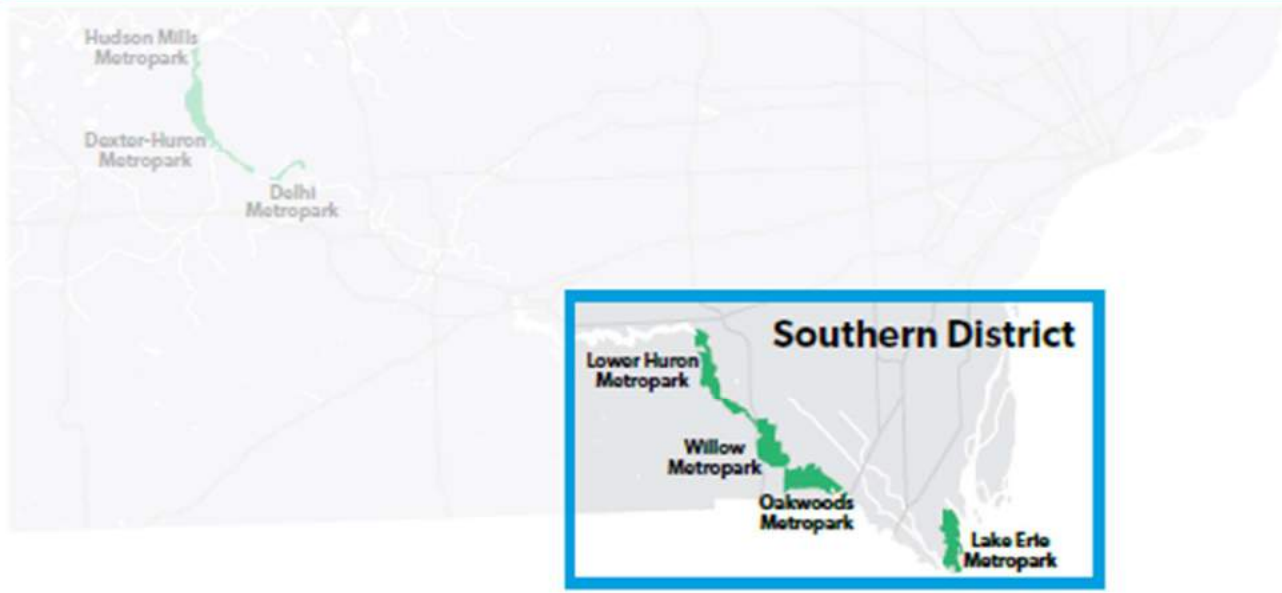 Hudson Mills
Metropark
Dexter-Huron
Metropark
Delhi
Metropark
Southern District
Lower Huron
Metropark
Willow
Metropark
Oakwoods
Metropark
Lake Erie
Metropark